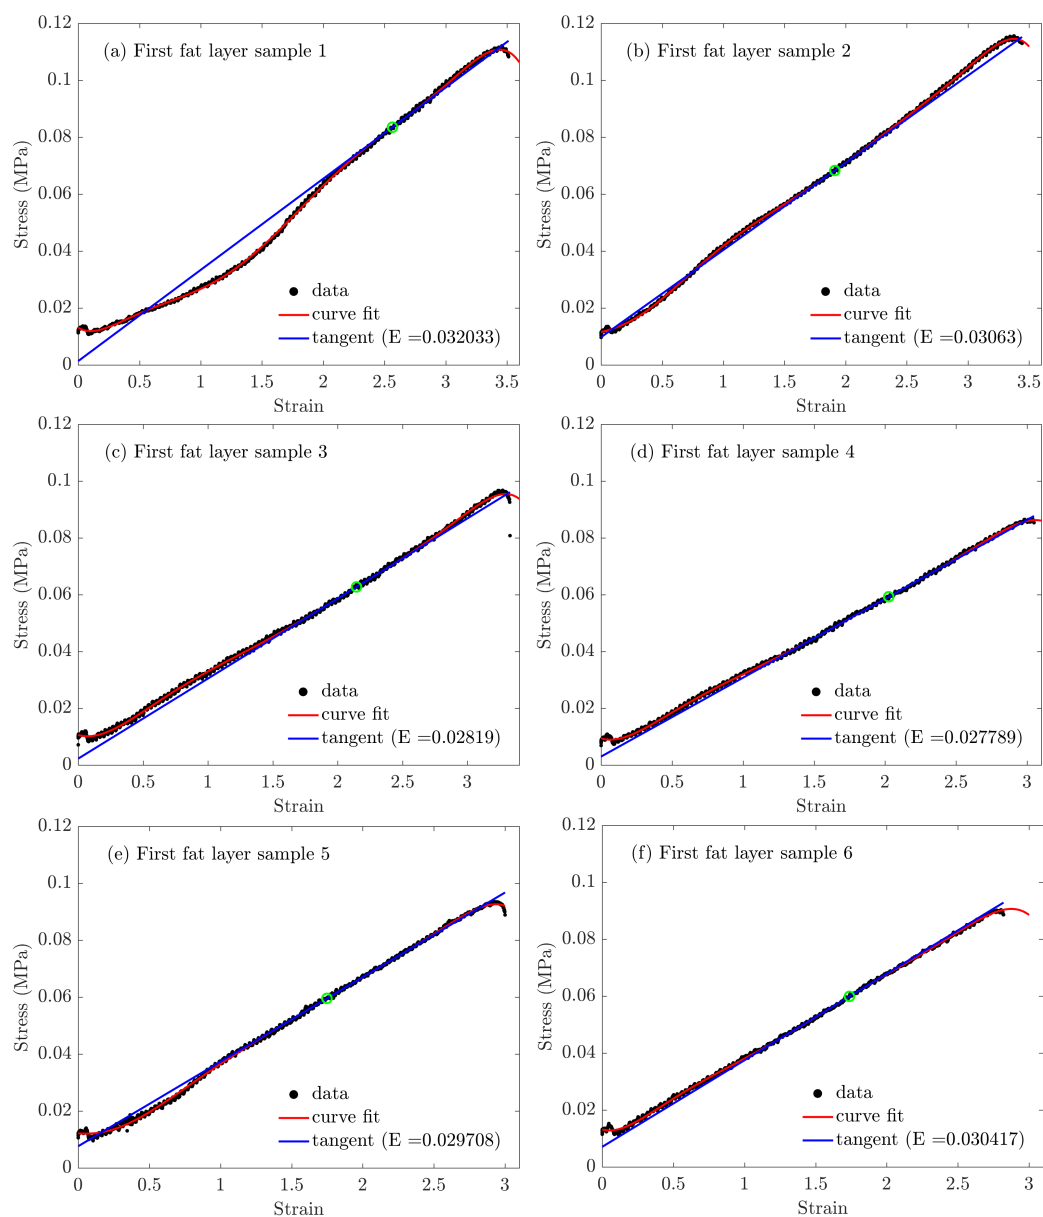 (a) First fat layer sample 1
Stress (MPa)
0.12
0.1
0.08
0.06
0.04
0.02
0
data
curve fit
tangent (E =0.032033)
0 0.5 1 1.5 2 2.5 3 3.5
Strain
(b) First fat layer sample 2
Stress (MPa)
0.12
0.1
0.08
0.06
0.04
0.02
0
data
curve fit
tangent (E =0.03063)
0 0.5 1 1.5 2 2.5 3 3.5
Strain
(c) First fat layer sample 3
Stress (MPa)
0.12
0.1
0.08
0.06
0.04
0.02
0
data
curve fit
tangent (E =0.02819)
0 0.5 1 1.5 2 2.5 3
Strain
(d) First fat layer sample 4
Stress (MPa)
0.12
0.1
0.08
0.06
0.04
0.02
0
data
curve fit
tangent (E =0.027789)
0 0.5 1 1.5 2 2.5 3
Strain
(e) First fat layer sample 5
Stress (MPa)
0.12
0.1
0.08
0.06
0.04
0.02
0
data
curve fit
tangent (E =0.029708)
0 0.5 1 1.5 2 2.5 3
Strain
(f) First fat layer sample 6
Stress (MPa)
0.12
0.1
0.08
0.06
0.04
0.02
0
data
curve fit
tangent (E =0.030417)
0 0.5 1 1.5 2 2.5 3
Strain